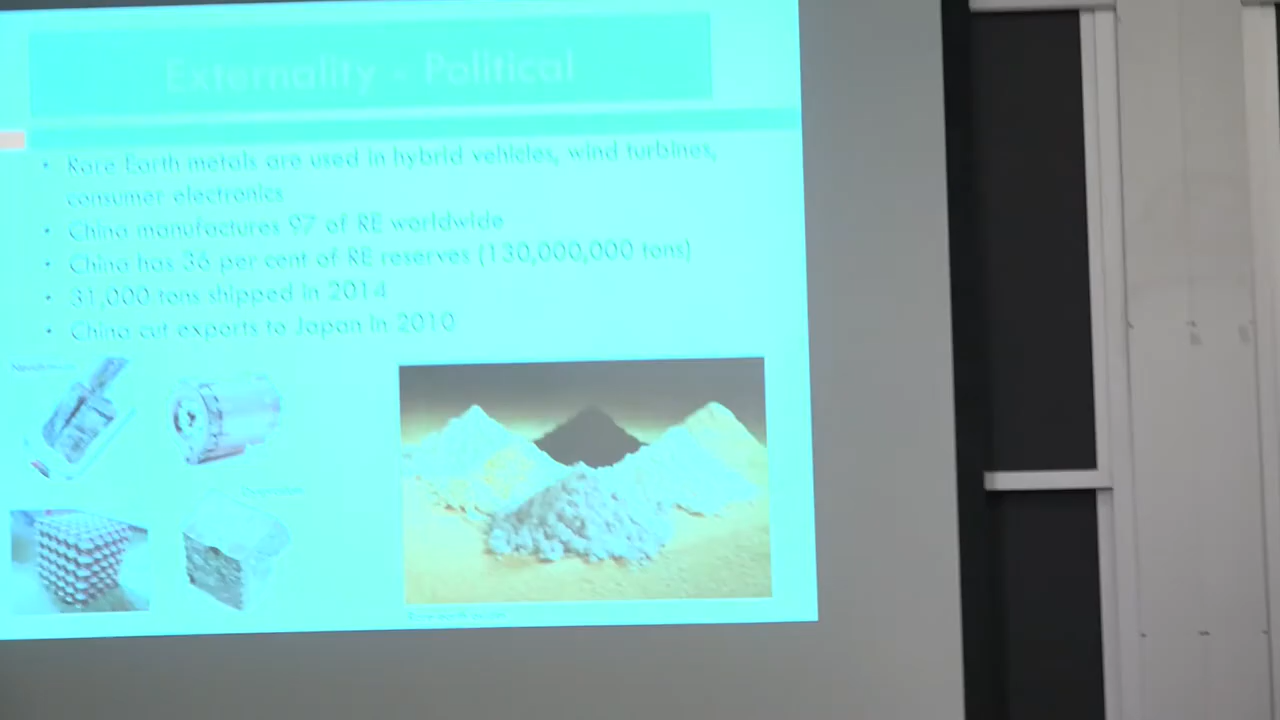 Externality - Political
• Rare Earth metals are used in hybrid vehicles, wind turbines,
consumer electronics
• China manufactures 97 of RE worldwide
• China has 36 per cent of RE reserves (130,000,000 tons)
• 31,000 tons shipped in 2014
• China cut exports to Japan in 2010